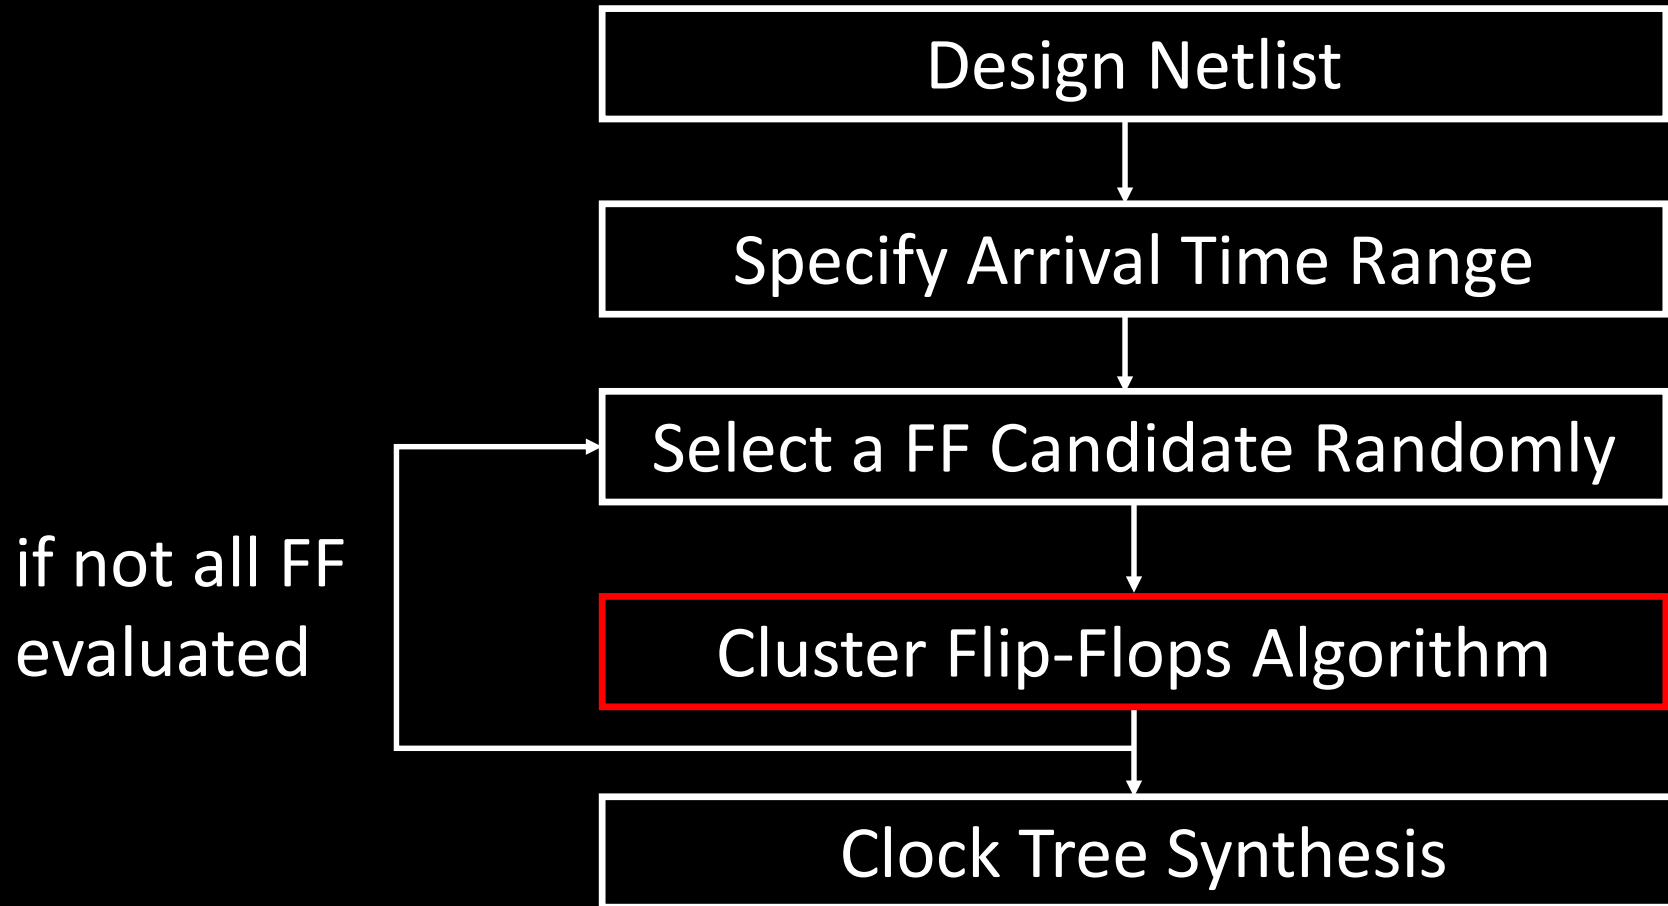 Design Netlist
Specify Arrival Time Range
Select a FF Candidate Randomly
if not all FF
evaluated
Cluster Flip-Flops Algorithm
Clock Tree Synthesis